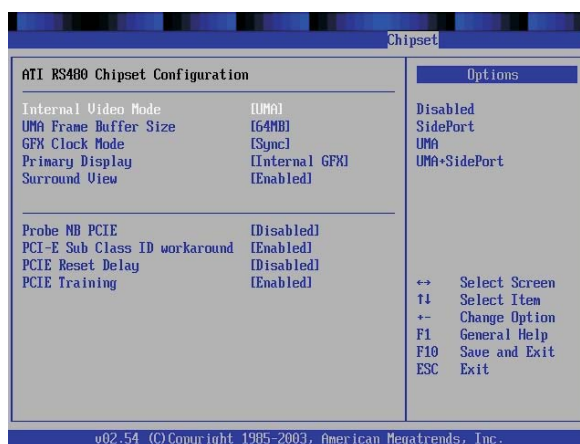 Chipset
ATI RS480 Chipset Configuration
Internal Video Mode [UMA]
UMA Frame Buffer Size [64MB]
GFX Clock Mode [Sync]
Primary Display [Internal GFX]
Surround View [Enabled]
Probe NB PCIE [Disabled]
PCI-E Sub Class ID workaround [Enabled]
PCIE Reset Delay [Disabled]
PCIE Training [Enabled]
Options
Disabled
SidePort
UMA
UMA+SidePort
↔ Select Screen
↑↓ Select Item
+- Change Option
F1 General Help
F10 Save and Exit
ESC Exit
v02.54 (C)Copyright 1985-2003, American Megatrends, Inc.